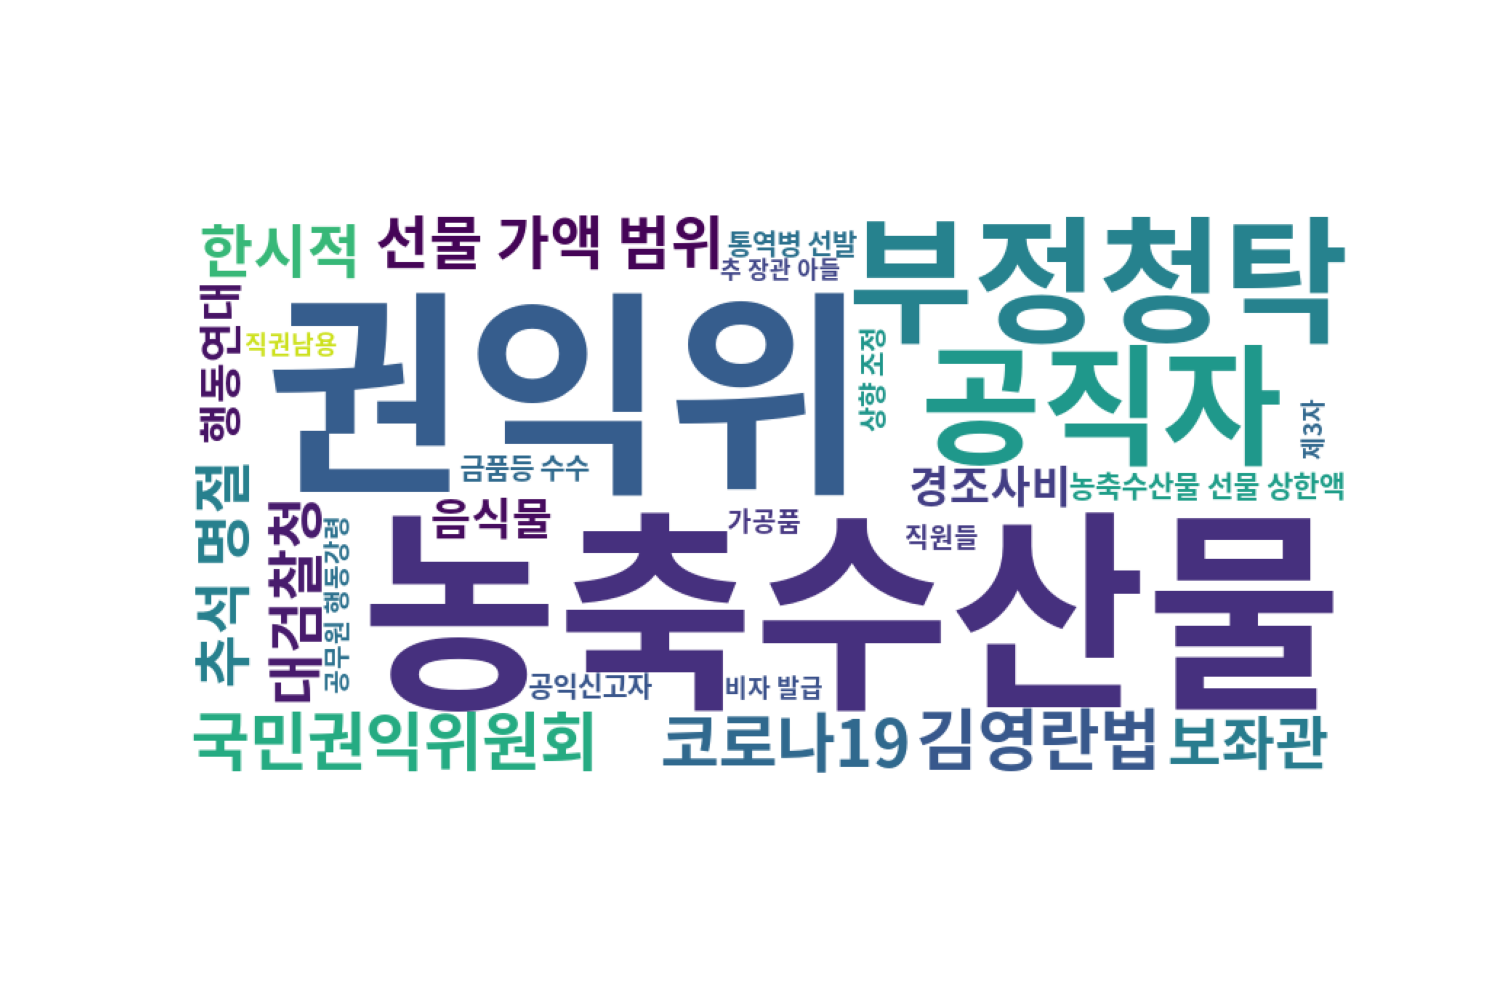 한시적
선물 가액 범위
통역병 선발
추 장관 아들
부정청탁
행동연대
직권남용
권익위
상향 조정
공직자
제3자
금품등 수수
경조사비
농축수산물 선물 상한액
추석 명절
대검찰청
공무원 행동강령
음식물
가공품
직원들
농축수산물
공익신고자
비자 발급
국민권익위원회
코로나19
김영란법
보좌관